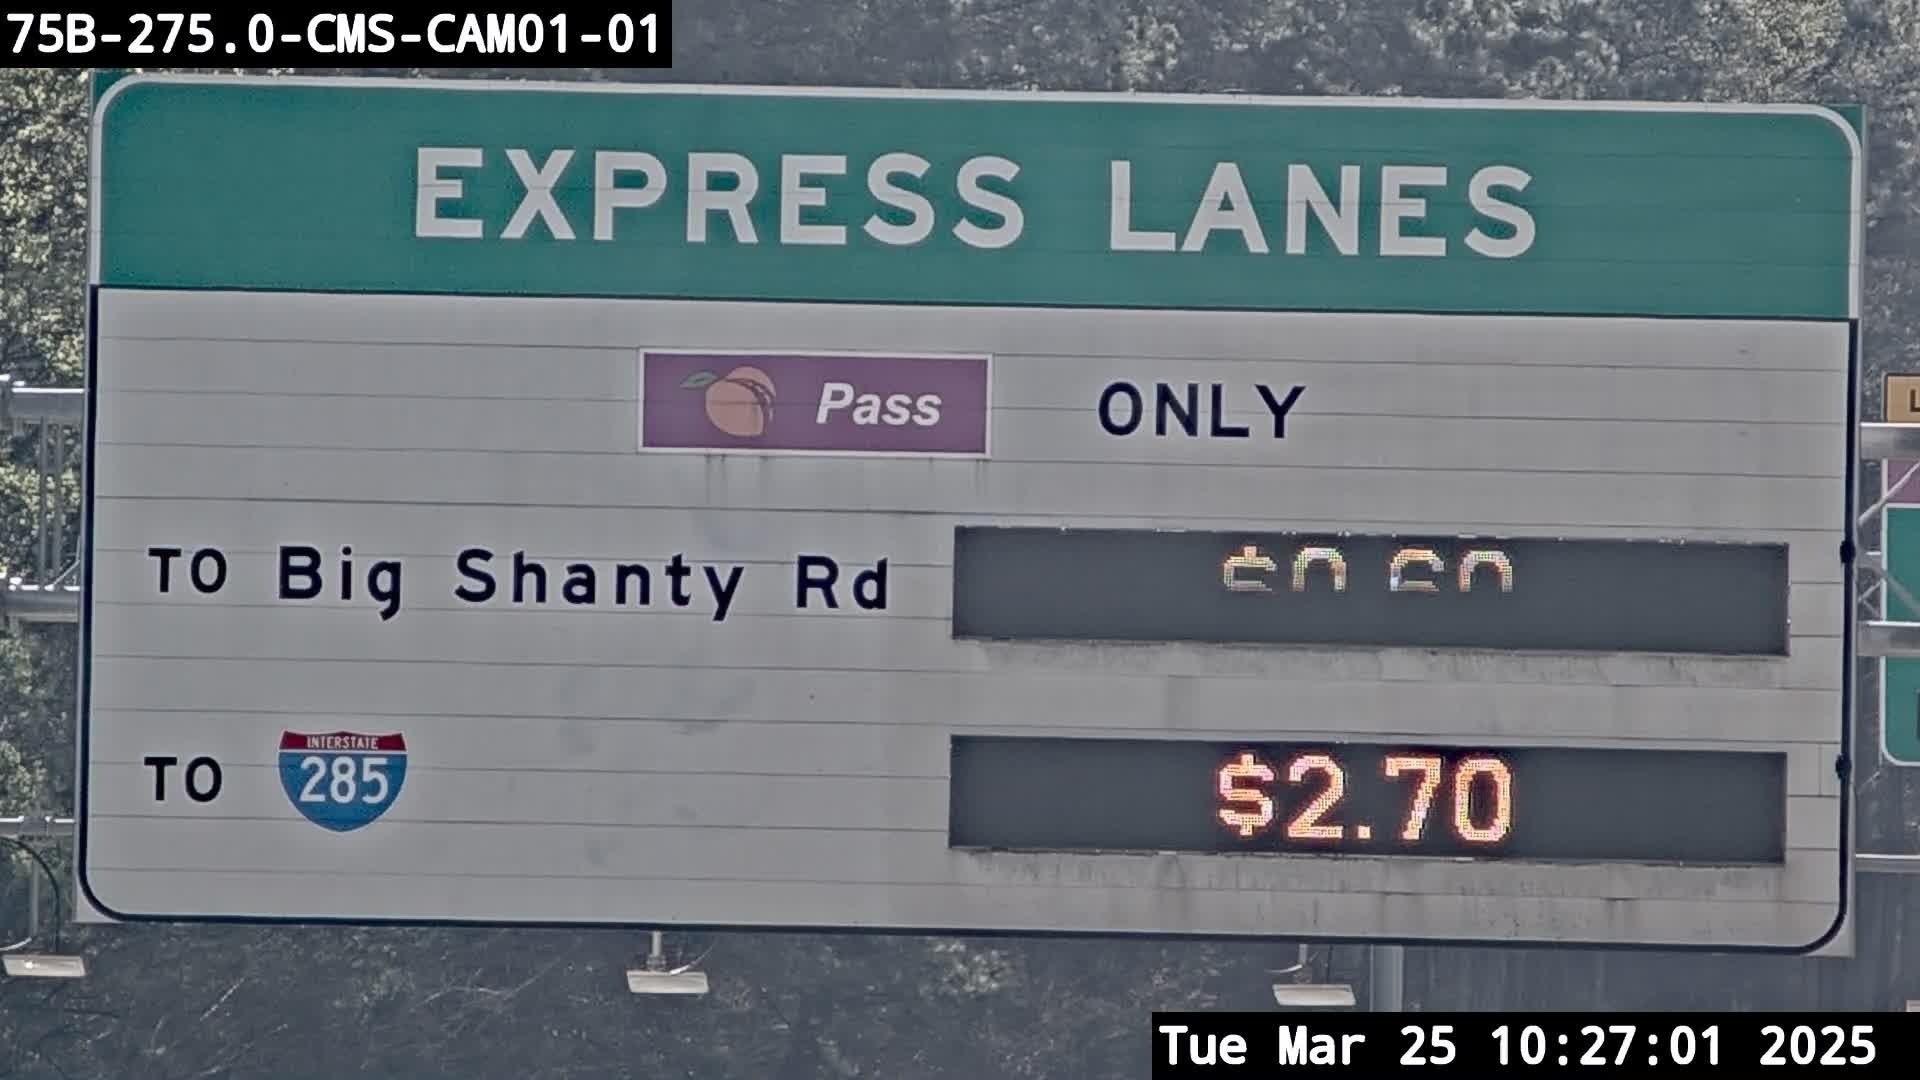 75B-275.0-CMS-CAM01-01
EXPRESS LANES
Pass ONLY
TO Big Shanty Rd
TO INTERSTATE 285 $2.70
Tue Mar 25 10:27:01 2025